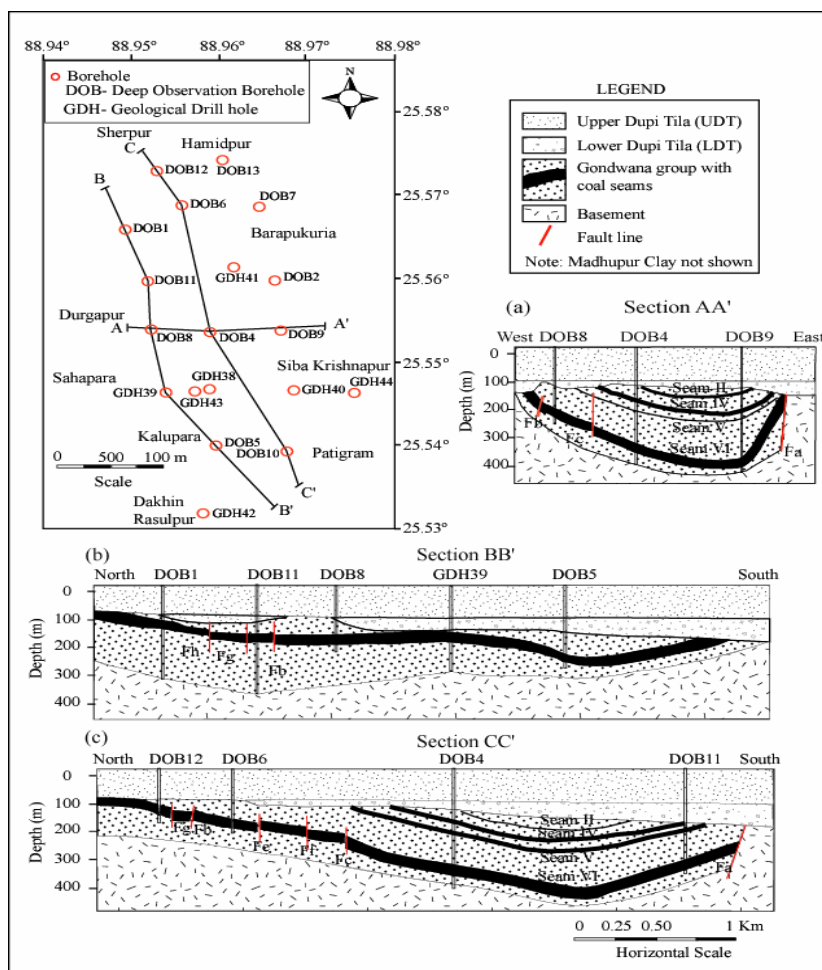 88.94° 88.95° 88.96° 88.97° 88.98°
Borehole
DOB- Deep Observation Borehole
GDH- Geological Drill hole
N
25.58°
25.57°
25.56°
25.55°
25.54°
25.53°
Sherpur
Hamidpur
C
DOB12
DOB13
B
DOB6
DOB7
DOB1
Barapukuria
GDH41
DOB2
DOB11
Durgapur
A
A'
DOB8
DOB4
DOB9
Siba Krishnapur
Sahapara
GDH38
GDH44
GDH39
GDH43
GDH40
Kalupara
DOB5
DOB10
Patigram
0 500 100 m
Scale
C'
B'
Dakhin
Rasulpur
GDH42
LEGEND
Upper Dupi Tila (UDT)
Lower Dupi Tila (LDT)
Gondwana group with
coal seams
Basement
Fault line
Note: Madhupur Clay not shown
(a) Section AA'
West DOB8 DOB4 DOB9 East
Depth (m)
0
100
200
300
400
Seam II
Seam IV
Seam V
Seam VI
Fb
Fc
Fa
(b) Section BB'
North DOB1 DOB11 DOB8 GDH39 DOB5 South
Depth (m)
0
100
200
300
400
Fh
Fg
Fb
(c) Section CC'
North DOB12 DOB6 DOB4 DOB11 South
Depth (m)
0
100
200
300
400
Seam II
Seam IV
Seam V
Seam VI
Fg
Fb
Fe
Ff
Fc
Fa
0 0.25 0.50 1 Km
Horizontal Scale